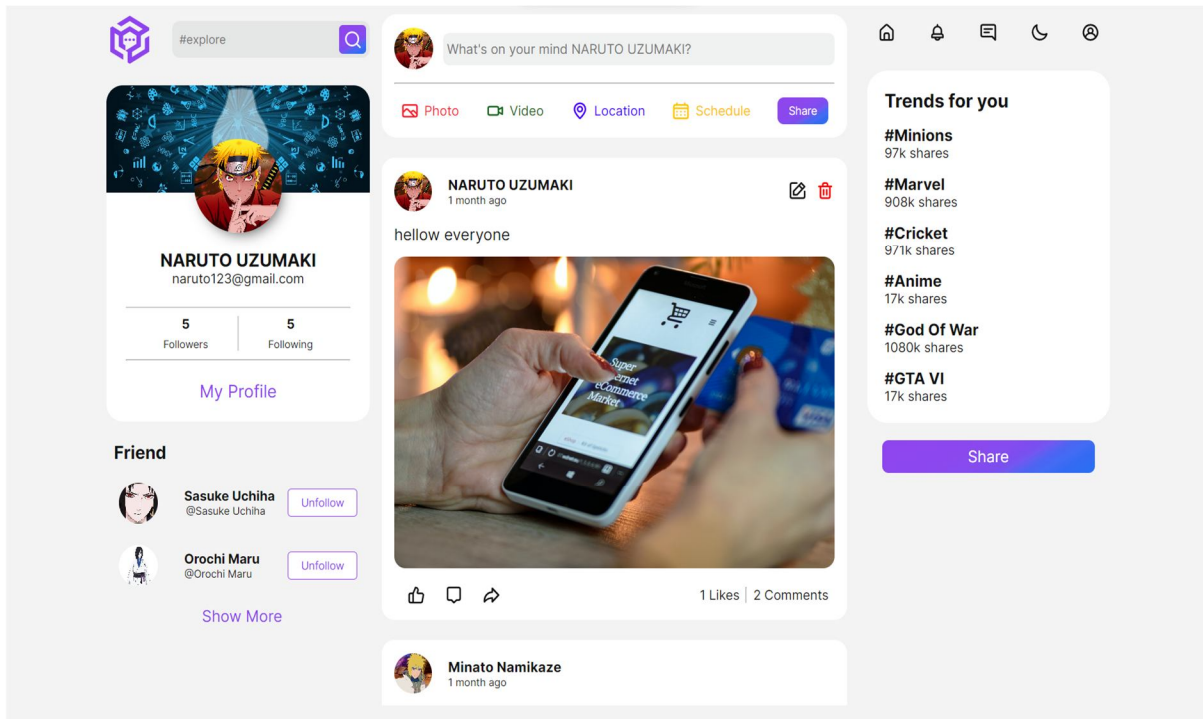 #explore
NARUTO UZUMAKI
naruto123@gmail.com
5
5
Followers
Following
My Profile
Friend
Sasuke Uchiha
@Sasuke Uchiha
Unfollow
Orochi Maru
@Orochi Maru
Unfollow
Show More
What's on your mind NARUTO UZUMAKI?
Photo Video Location Schedule Share
NARUTO UZUMAKI
1 month ago
hellow everyone
Super
eCommerce
Market
1 Likes 2 Comments
Minato Namikaze
1 month ago
Trends for you
#Minions
97k shares
#Marvel
908k shares
#Cricket
971k shares
#Anime
17k shares
#God Of War
1080k shares
#GTA VI
17k shares
Share